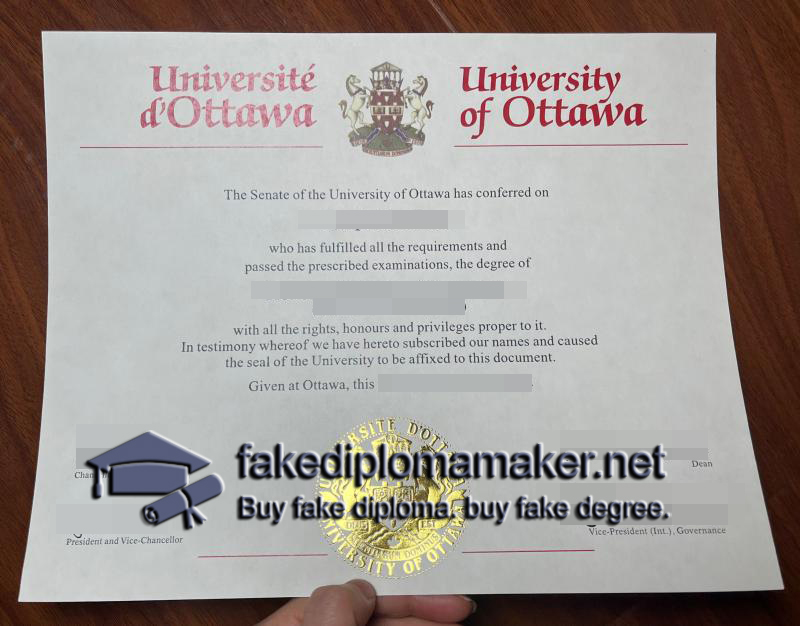 Université
d'Ottawa
University
of Ottawa
The Senate of the University of Ottawa has conferred on
who has fulfilled all the requirements and
passed the prescribed examinations, the degree of
with all the rights, honours and privileges proper to it.
In testimony whereof we have hereto subscribed our names and caused
the seal of the University to be affixed to this document.
Given at Ottawa, this
Dean
fakediplomamaker.net
Buy fake diploma, buy fake degree.
President and Vice-Chancellor
Vice-President (Int.), Governance
UNIVERSITY OF OTTAWA